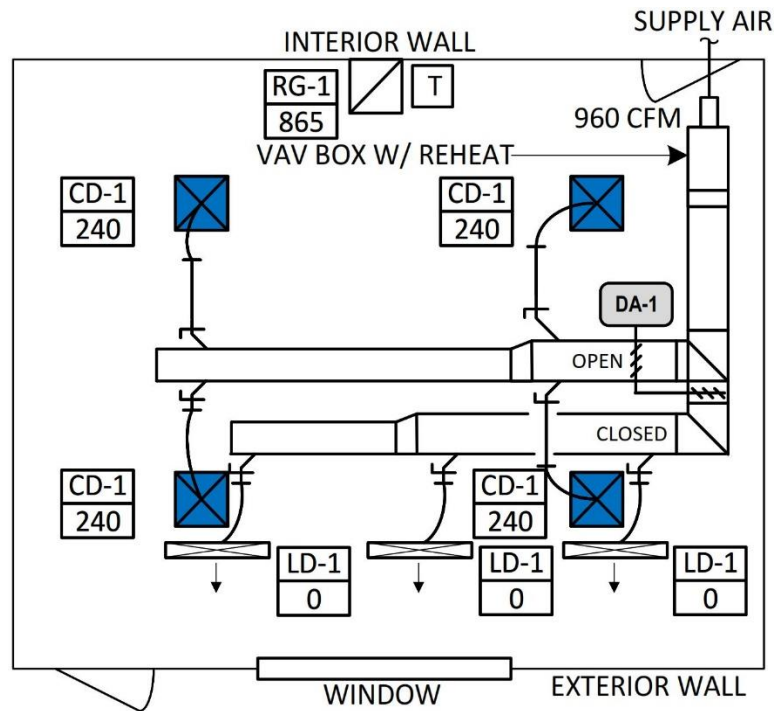 SUPPLY AIR
INTERIOR WALL
RG-1
865
T
960 CFM
VAV BOX W/ REHEAT
CD-1
240
CD-1
240
DA-1
OPEN
CLOSED
CD-1
240
CD-1
240
LD-1
0
LD-1
0
LD-1
0
WINDOW
EXTERIOR WALL